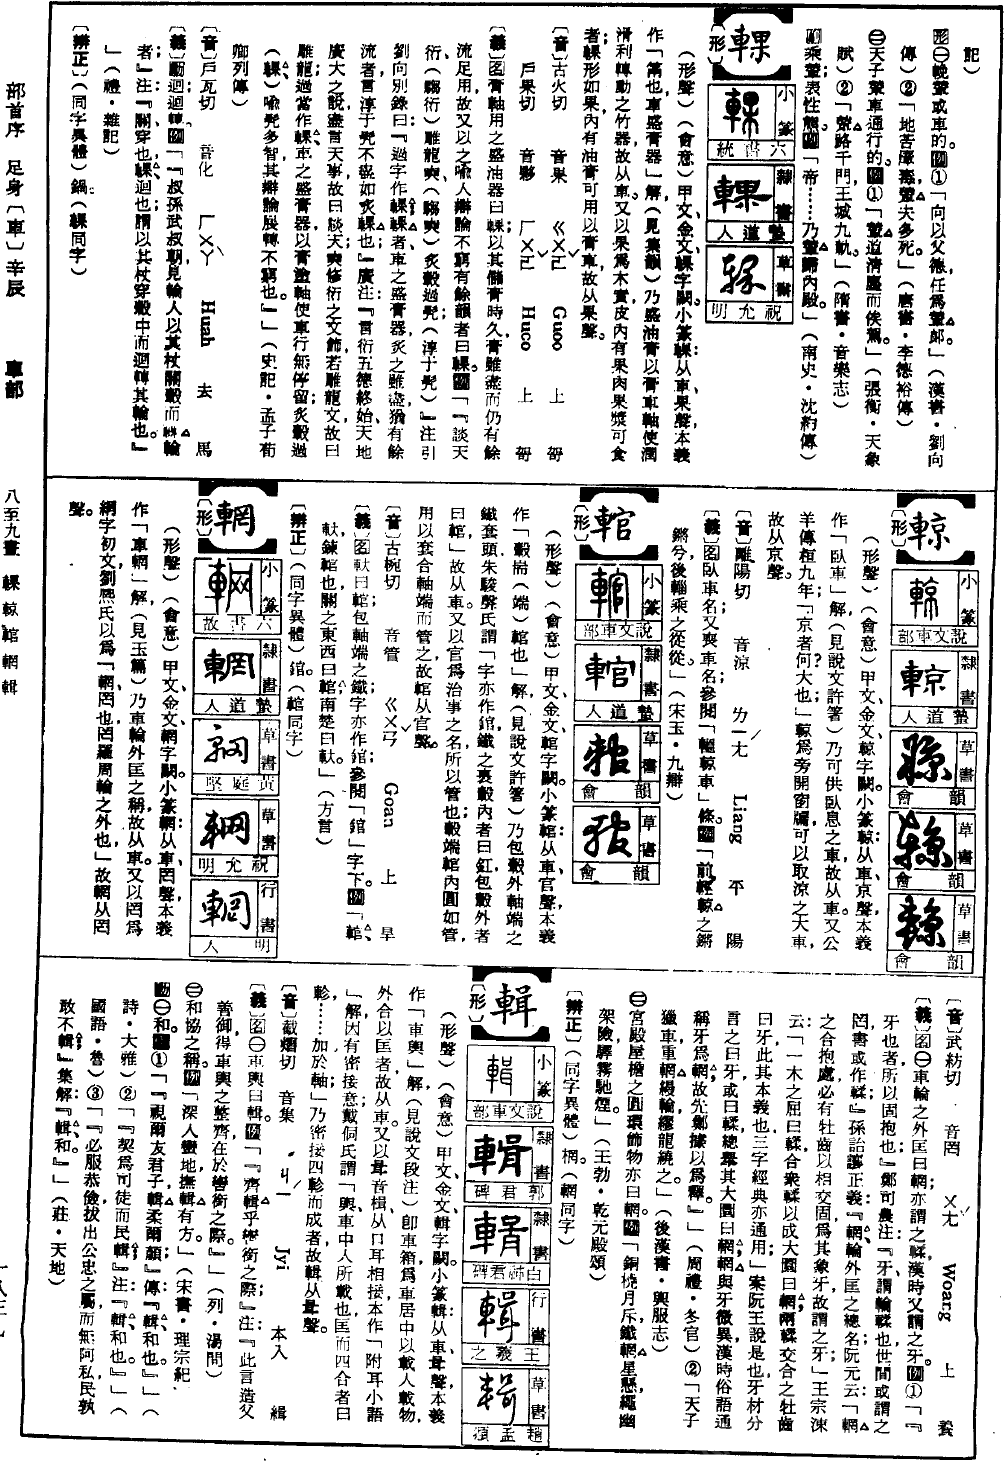 記）
㊀晚輦或車的。例①「向以父德任爲輦郎。」（漢書・劉向
傳）②「地苦瘴毒，輦夫多死。」（唐書・李德裕傳）
㊁天子輦車通行的。例①「輦道清塵而俟駕。」（張衡・天象
賦）②「輦路千門，王城九軌。」（隋書・音樂志）
副乘輦表性態。例「帝……乃輦歸內殿。」（南史・沈約傳）
輠
〔形〕
小篆
六書統
隸書
蟄道人
草書
祝允明
（形聲）（會意）甲文、金文輠字闕。小篆輠：从車，果聲，本義
作「筩也，車盛膏器」解，（見集韻）乃盛油膏以膏車軸使潤
滑利轉動之竹器，故从車。又以果爲木實，皮內有果肉果漿可食，
者輠形如果，內有油膏可用以膏車，故从果聲。
〔音〕古火切　音果　ㄍㄨㄛˇ　Guoo　上　哿
戶果切　音夥　ㄏㄨㄛˇ　Huoo　上　哿
〔義〕名膏軸用之盛油器曰輠，以其儲膏時久，膏雖盡而仍有餘
流足用，故又以之喻人辯論不窮有餘韻者曰輠。例「『談天
衍，（騶衍）雕龍奭，（騶奭）炙轂過髡。（淳于髡）』注引
劉向別錄曰：『過字作輠，輠者，車之盛膏器，炙之雖盡，猶有餘
流者，言淳于髡不盡如炙輠也。』廣注『言衍五德終始，天地
廣大之說，盡言天事，故曰談天；奭修衍之文，飾若雕龍文，故曰
雕龍；過當作輠，車之盛膏器，以膏塗軸，使車行無停留；炙轂過
（輠），喻髡多智，其辯論展轉不窮也。』」（史記・孟子荀
卿列傳）
〔音〕戶瓦切　音化　ㄏㄨㄚˋ　Huah　去　馬
〔義〕動迴迴轉。例「『叔孫武叔朝，見輪人以其杖關轂而輠輪
者』注：『關，穿也；輠，迴也；謂以其杖穿轂中而迴轉其輪也。』
」（禮・雜記）
〔辨正〕（同字異體）鍋。（輠同字）
輬
〔形〕
小篆
說文車部
隸書
蟄道人
草書
韻會
草書
韻會
草書
韻會
（形聲）（會意）甲文、金文輬字闕。小篆輬：从車，京聲，本義
作「臥車」解，（見說文許箸）乃可供臥息之車，故从車。又公
羊傳桓九年：「京者何？大也」，輬爲旁開窗牖可以取涼之大車，
故从京聲。
〔音〕離陽切　音涼　ㄌㄧㄤˊ　Liang　平　陽
〔義〕名臥車名，又喪車名，參閱「轀輬車」條。例「前輕輬之鏘
鏘兮，後輜乘之從從。」（宋玉・九辯）
輨
〔形〕
小篆
說文車部
隸書
蟄道人
草書
韻會
草書
韻會
（形聲）（會意）甲文、金文輨字闕。小篆輨：从車，官聲，本義
作「轂耑（端）輨也」解，（見說文許箸）乃包轂外軸端之
鐵套頭，朱駿聲氏謂：「字亦作錧，鐵之裹轂內者曰釭，包轂外者
曰輨」，故从車。又以官爲治事之名，所以管也，轂端輨內圓如管，
用以套合軸端而管之，故輨从官聲。
〔音〕古椀切　音管　ㄍㄨㄢˇ　Goan　上　旱
〔義〕名軑曰輨，包軸端之鐵，字亦作錧，參閱「錧」字下。例「輨、
軑，鍊輨也，關之東西曰輨，南楚曰軑。」（方言）
〔辨正〕（同字異體）錧。（輨同字）
輞
〔形〕
小篆
六書故
隸書
蟄道人
草書
黃庭堅
草書
祝允明
行書
明人
（形聲）（會意）甲文、金文輞字闕。小篆輞：从車，罔聲，本義
作「車輞」解，（見玉篇）乃車輪外匡之稱，故从車。又以罔爲
網字初文，劉熙氏以爲「輞，罔也，罔羅周輪之外也」，故輞从罔
聲。
〔音〕武紡切　音罔　ㄨㄤˇ　Woang　上　養
〔義〕名㊀車輪之外匡曰輞，亦謂之輮，漢時又謂之牙。例①「『
牙也者，所以固抱也』鄭司農注：『牙謂輪輮也，世間或謂之
罔，書或作輮』孫詒讓正義『輞，輪外匡之總名，阮元云：「輞
之合抱處，必有牡齒以相交固，爲其象牙，故謂之牙」王宗涑
云：「一木之屈曰輮，合衆輮以成大圓曰輞，兩輮交合之牡齒
曰牙，此其本義也，三字經典亦通用」案阮王說是也，牙材分
言之曰牙，或曰輮，總舉其大圓曰輞，輞與牙微異，漢時俗語通
稱牙爲輞，故先鄭據以爲釋。』」（周禮・冬官）②「天子
獵車，重輞縵輪，繆龍繞之。」（後漢書・輿服志）
㊁宮殿屋檐之圓環飾物亦曰輞。例「銅橈月斥，鐵輞星懸，繩幽
架險，驛霧馳煙。」（王勃・乾元殿頌）
〔辨正〕（同字異體）棢。（輞同字）
輯
〔形〕
小篆
說文車部
隸書
郭君碑
隸書
白神君碑
行書
王羲之
草書
趙孟頫
（形聲）（會意）甲文、金文輯字闕。小篆輯：从車，咠聲，本義
作「車輿」解，（見說文段注）卽車箱，爲車居中以載人載物，
外合以匡者，故从車。又以咠音楫，从口耳相接，本作「附耳小語
」解，因有密接意，戴侗氏謂：「輿，車中人所載也，匡而四合者曰
軫……加於軸」，乃密接四軫而成者，故輯从咠聲。
〔音〕戢熠切　音集　ㄐㄧˊ　Jyi　本入　緝
〔義〕名㊀車輿曰輯。例「『齊輯乎轡銜之際』注：『此言造父
善御，得車輿之整齊在於轡銜之際。』」（列・湯問）
㊁和協之稱。例「深人蠻地，撫輯有方。」（宋書・理宗紀）
動㊀和。例①「『視爾友君子，輯柔爾顏』傳『輯，和也。』」（
詩・大雅）②「『契爲司徒而民輯』注：『輯，和也。』」（
國語・魯）③「『必服恭儉，拔出公忠之屬，而無阿私，民孰
敢不輯』集解『輯，和。』」（莊・天地）
部首序　足身〔車〕辛辰　車部　八至九畫　輠輬輨輞輯